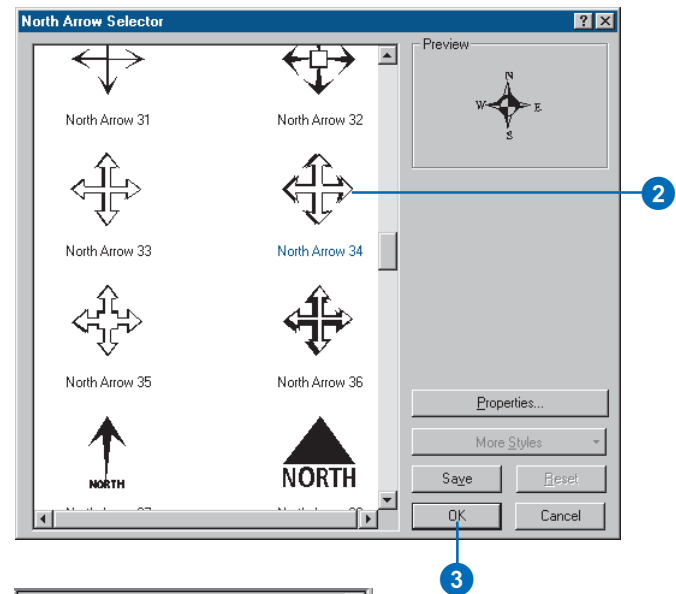 North Arrow Selector
Preview
N
W E
S
North Arrow 31
North Arrow 32
2
North Arrow 33
North Arrow 34
North Arrow 35
North Arrow 36
Properties...
More Styles
NORTH
NORTH
Save
Reset
OK
Cancel
3